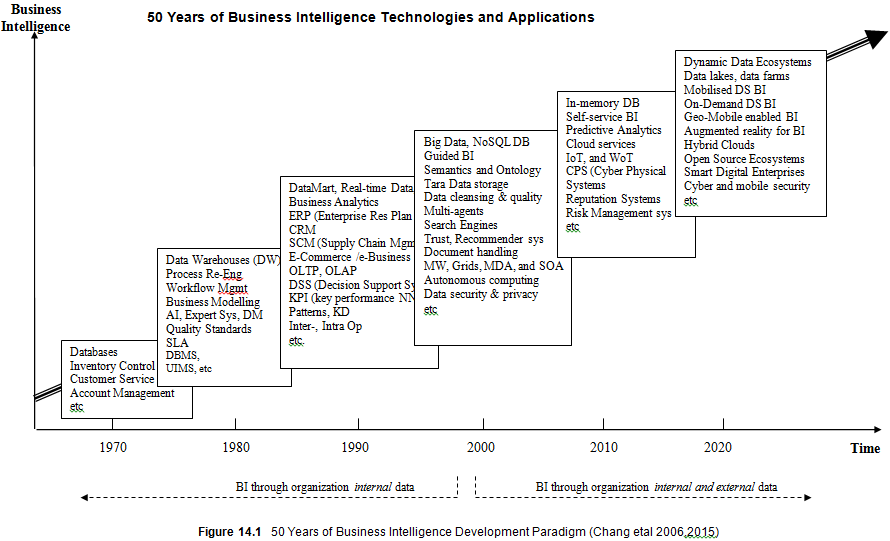 Business
Intelligence
50 Years of Business Intelligence Technologies and Applications
Databases
Inventory Control
Customer Service
Account Management
etc
Data Warehouses (DW)
Process Re-Eng.
Workflow Mgmt
Business Modelling
AI, Expert Sys, DM
Quality Standards
SLA
DBMS,
UIMS, etc
DataMart, Real-time Data
Business Analytics
ERP (Enterprise Res Plan
CRM
SCM (Supply Chain Mgm
E-Commerce /e-Business
OLTP, OLAP
DSS (Decision Support Sy
KPI (key performance NN
Patterns, KD
Inter-, Intra Op
etc.
Big Data, NoSQL DB
Guided BI
Semantics and Ontology
Tara Data storage
Data cleansing & quality
Multi-agents
Search Engines
Trust, Recommender sys
Document handling
MW, Grids, MDA, and SOA
Autonomous computing
Data security & privacy
etc
In-memory DB
Self-service BI
Predictive Analytics
Cloud services
IoT, and WoT
CPS (Cyber Physical
Systems
Reputation Systems
Risk Management sys
etc
Dynamic Data Ecosystems
Data lakes, data farms
Mobilised DS BI
On-Demand DS BI
Geo-Mobile enabled BI
Augmented reality for BI
Hybrid Clouds
Open Source Ecosystems
Smart Digital Enterprises
Cyber and mobile security
etc
1970 1980 1990 2000 2010 2020 Time
BI through organization internal data
BI through organization internal and external data
Figure 14.1 50 Years of Business Intelligence Development Paradigm (Chang etal 2006,2015)